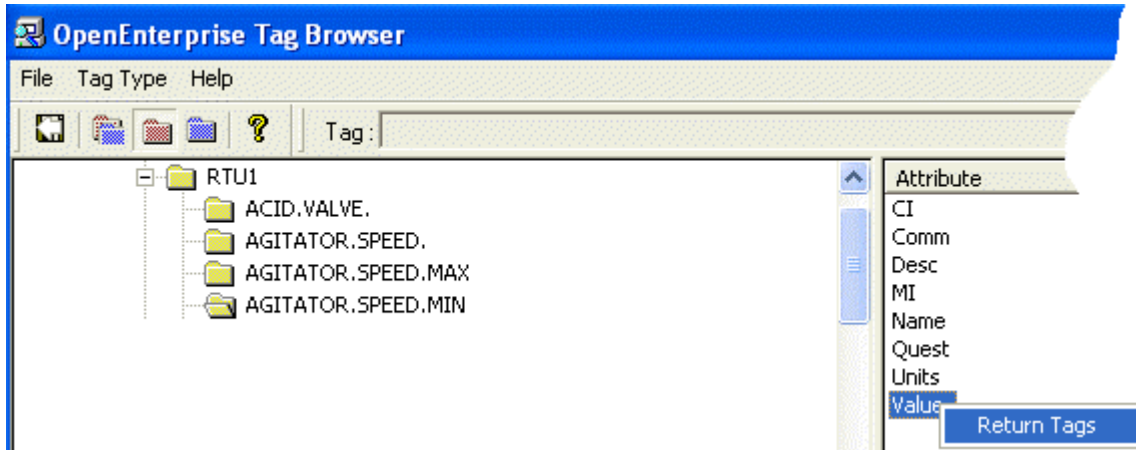 OpenEnterprise Tag Browser
File Tag Type Help
Tag :
RTU1
ACID.VALVE.
AGITATOR.SPEED.
AGITATOR.SPEED.MAX
AGITATOR.SPEED.MIN
Attribute
CI
Comm
Desc
MI
Name
Quest
Units
Value
Return Tags